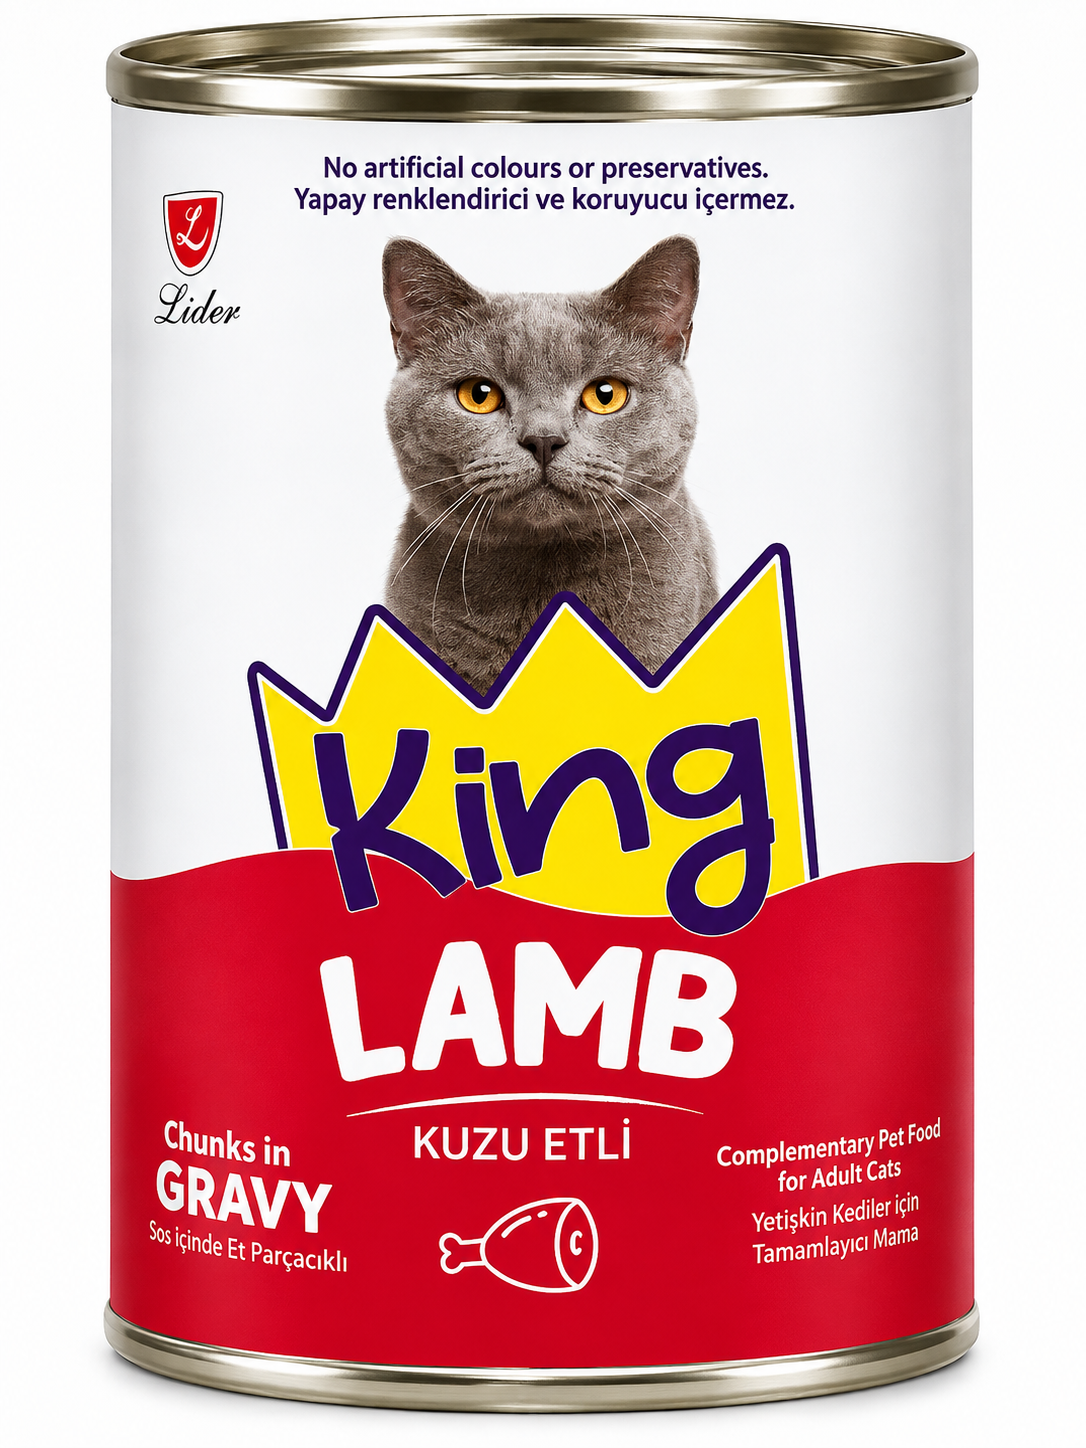 No artificial colours or preservatives.
Yapay renklendirici ve koruyucu içermez.
L
Lider
King
LAMB
KUZU ETLİ
Chunks in
GRAVY
Sos içinde Et Parçacıklı
Complementary Pet Food
for Adult Cats
Yetişkin Kediler için
Tamamlayıcı Mama